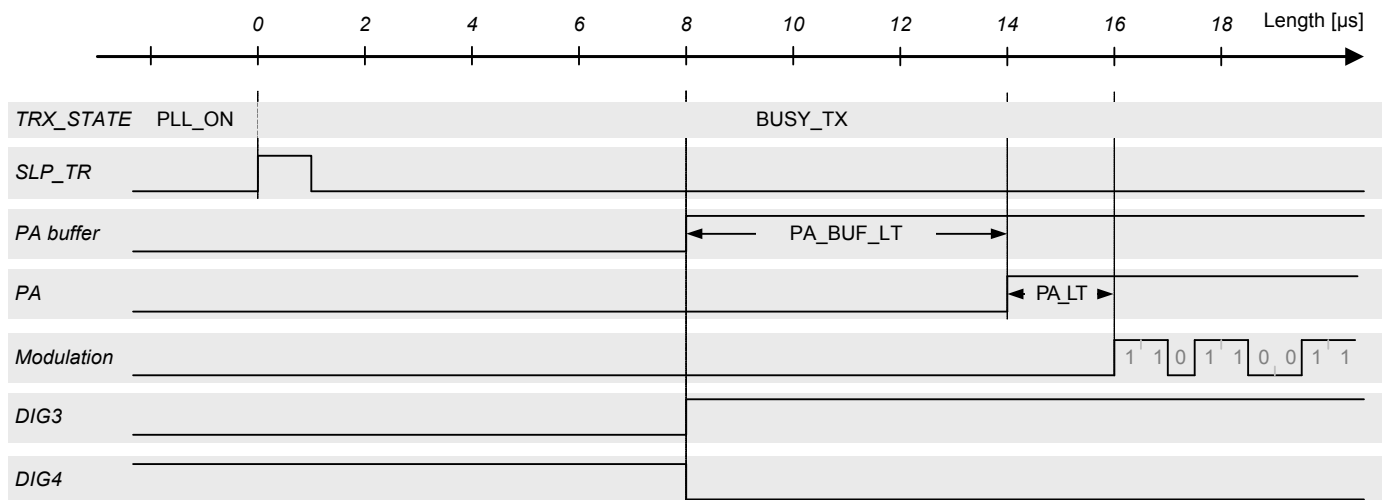 0 2 4 6 8 10 12 14 16 18 Length [µs]
TRX_STATE PLL_ON BUSY_TX
SLP_TR
PA buffer PA_BUF_LT
PA PA_LT
Modulation 1 1 0 1 1 0 0 1 1
DIG3
DIG4